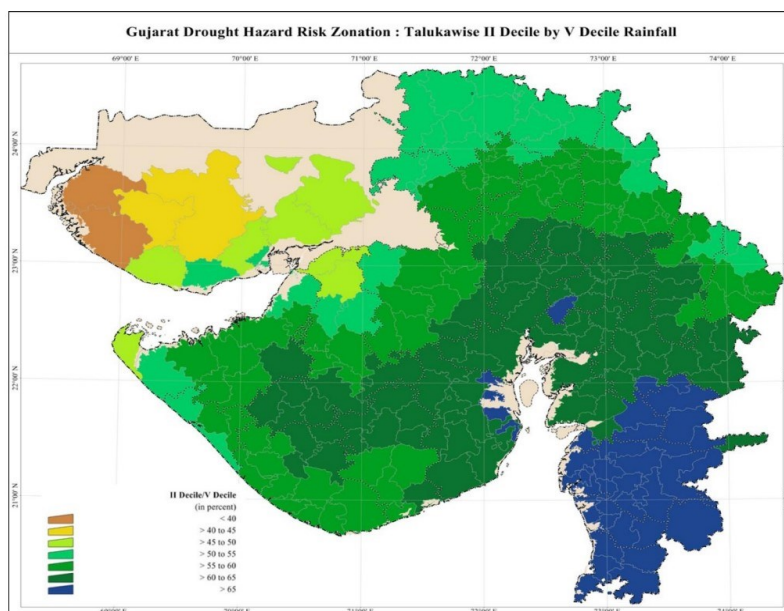 Gujarat Drought Hazard Risk Zonation : Talukawise II Decile by V Decile Rainfall
69°00' E 70°00' E 71°00' E 72°00' E 73°00' E 74°00' E
24°00' N
23°00' N
22°00' N
21°00' N
II Decile/V Decile
(in percent)
< 40
> 40 to 45
> 45 to 50
> 50 to 55
> 55 to 60
> 60 to 65
> 65